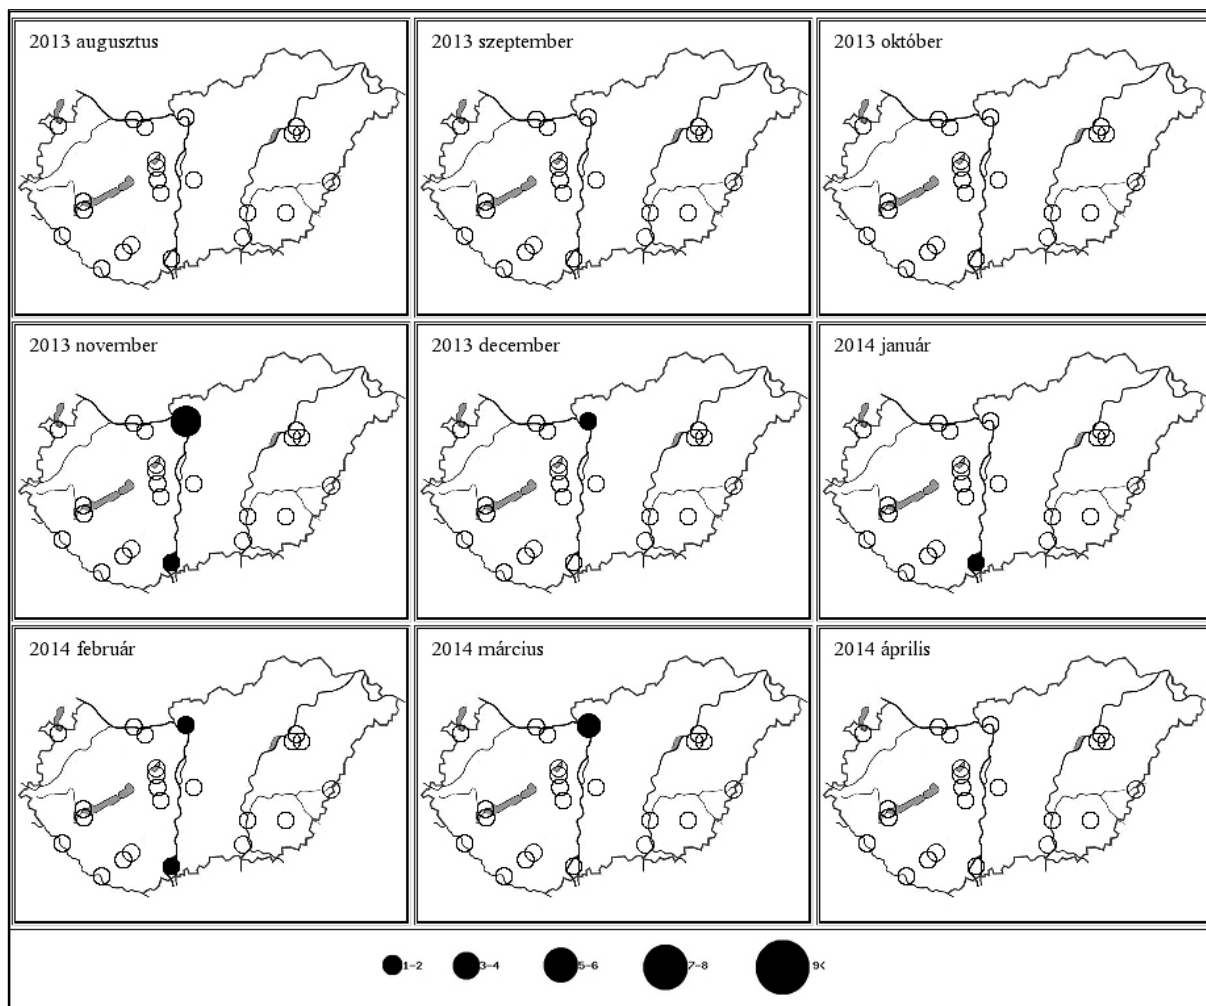 2013 augusztus
2013 szeptember
2013 október
2013 november
2013 december
2014 január
2014 február
2014 március
2014 április
1-2 3-4 5-6 7-8 9<